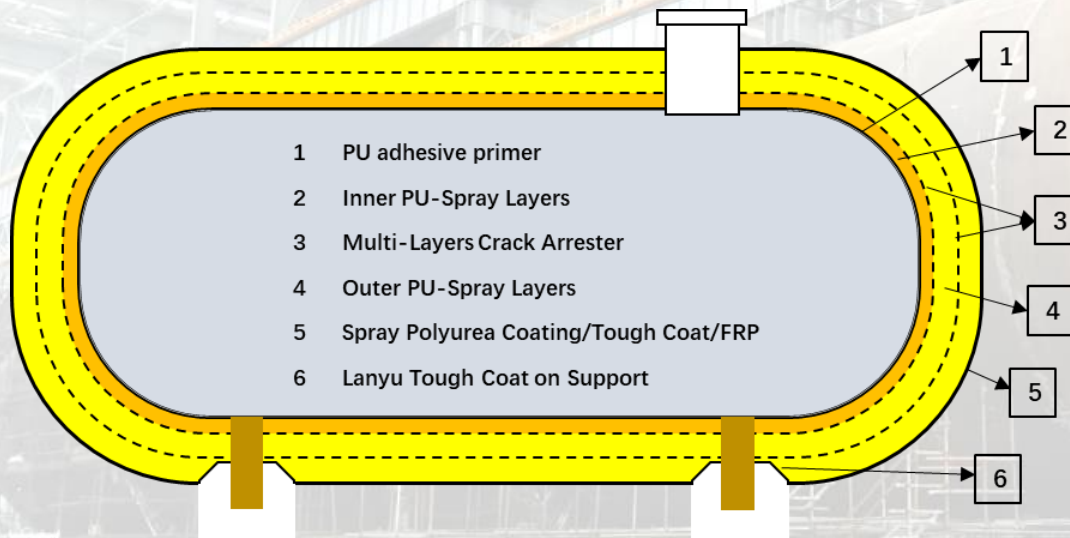 1 PU adhesive primer
2 Inner PU-Spray Layers
3 Multi-Layers Crack Arrester
4 Outer PU-Spray Layers
5 Spray Polyurea Coating/Tough Coat/FRP
6 Lanyu Tough Coat on Support
1
2
3
4
5
6